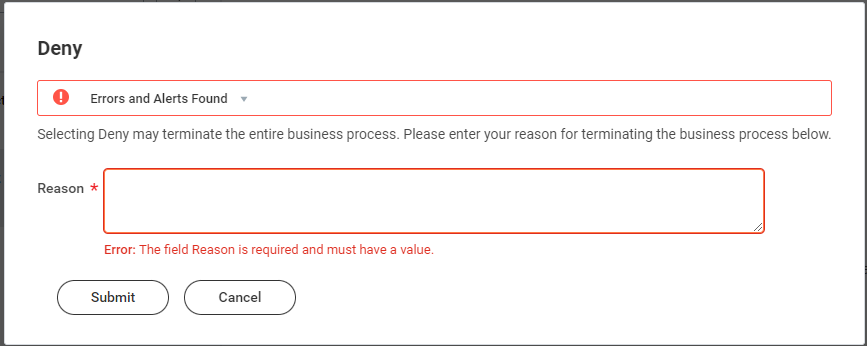 Deny
Errors and Alerts Found
Selecting Deny may terminate the entire business process. Please enter your reason for terminating the business process below.
Reason *
Error: The field Reason is required and must have a value.
Submit Cancel